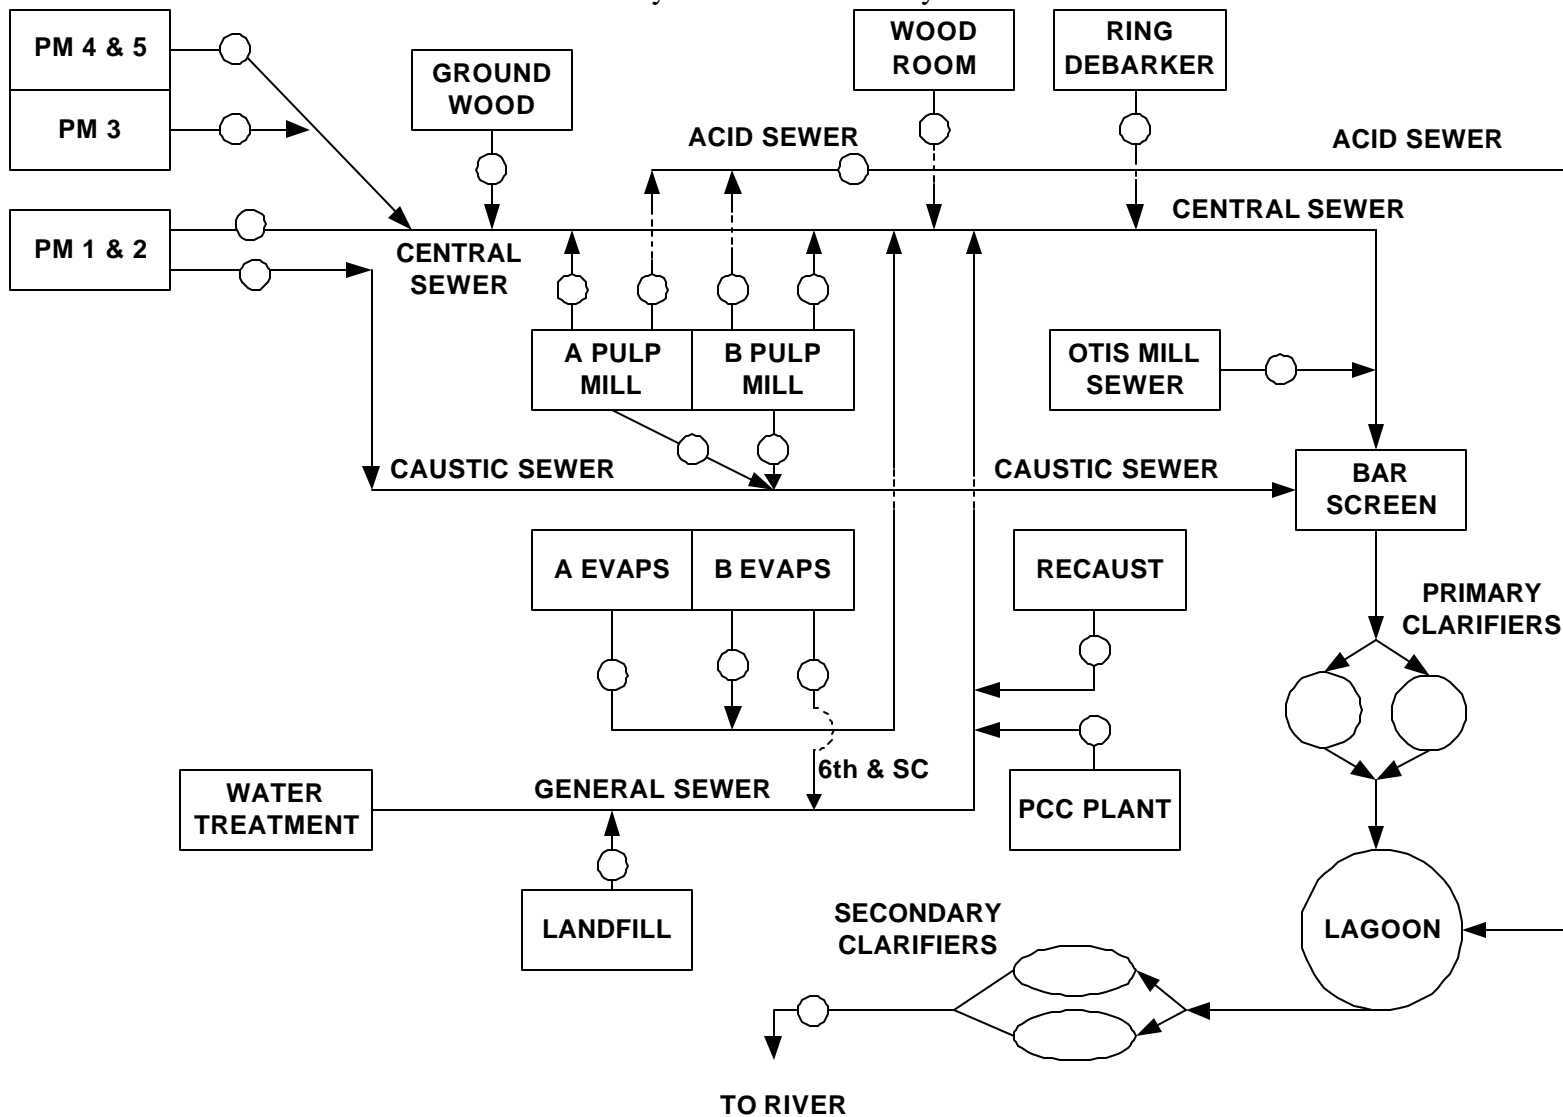 PM 4 & 5
PM 3
PM 1 & 2
GROUND
WOOD
WOOD
ROOM
RING
DEBARKER
ACID SEWER
ACID SEWER
CENTRAL SEWER
CENTRAL
SEWER
A PULP
MILL
B PULP
MILL
OTIS MILL
SEWER
CAUSTIC SEWER
CAUSTIC SEWER
BAR
SCREEN
A EVAPS
B EVAPS
RECAUST
PRIMARY
CLARIFIERS
6th & SC
WATER
TREATMENT
GENERAL SEWER
PCC PLANT
LANDFILL
SECONDARY
CLARIFIERS
LAGOON
TO RIVER